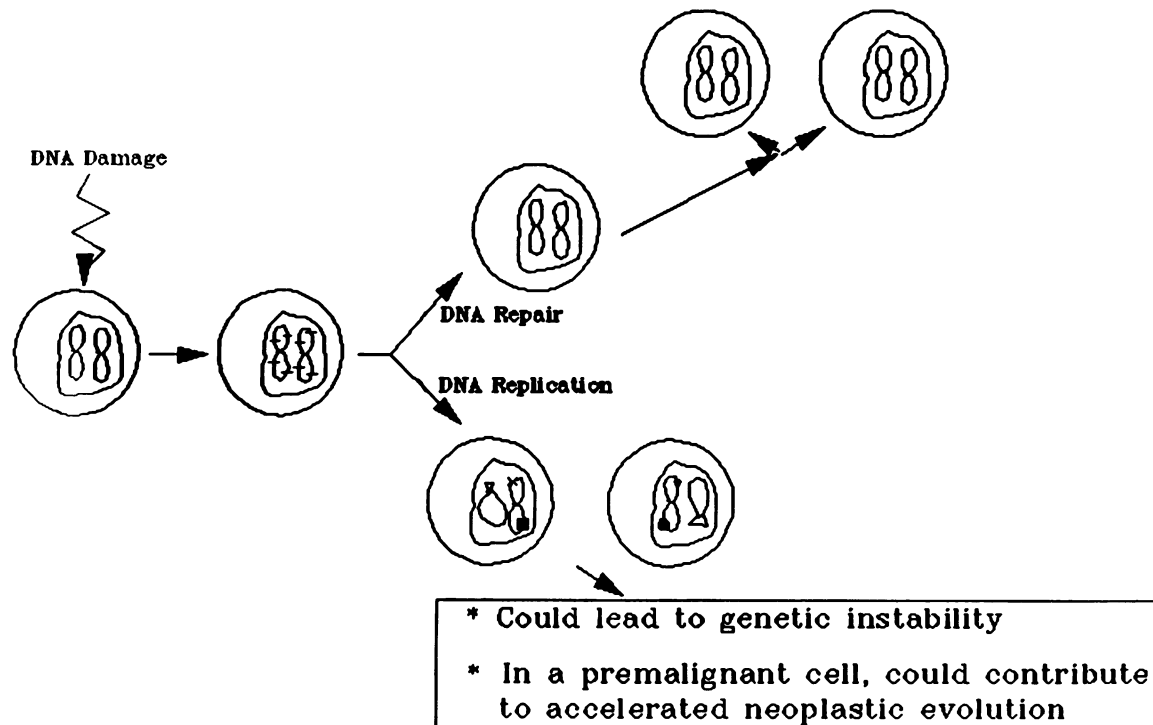 DNA Damage
DNA Repair
DNA Replication
* Could lead to genetic instability
* In a premalignant cell, could contribute
to accelerated neoplastic evolution